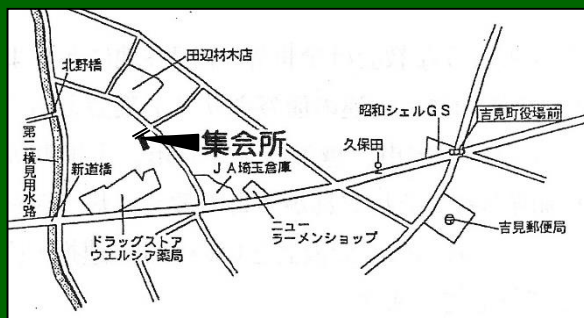 田辺材木店
北野橋
昭和シェルGS
吉見町役場前
集会所
久保田
第二横見用水路
新道橋
JA埼玉倉庫
ドラッグストア
ウエルシア薬局
ニュー
ラーメンショップ
吉見郵便局